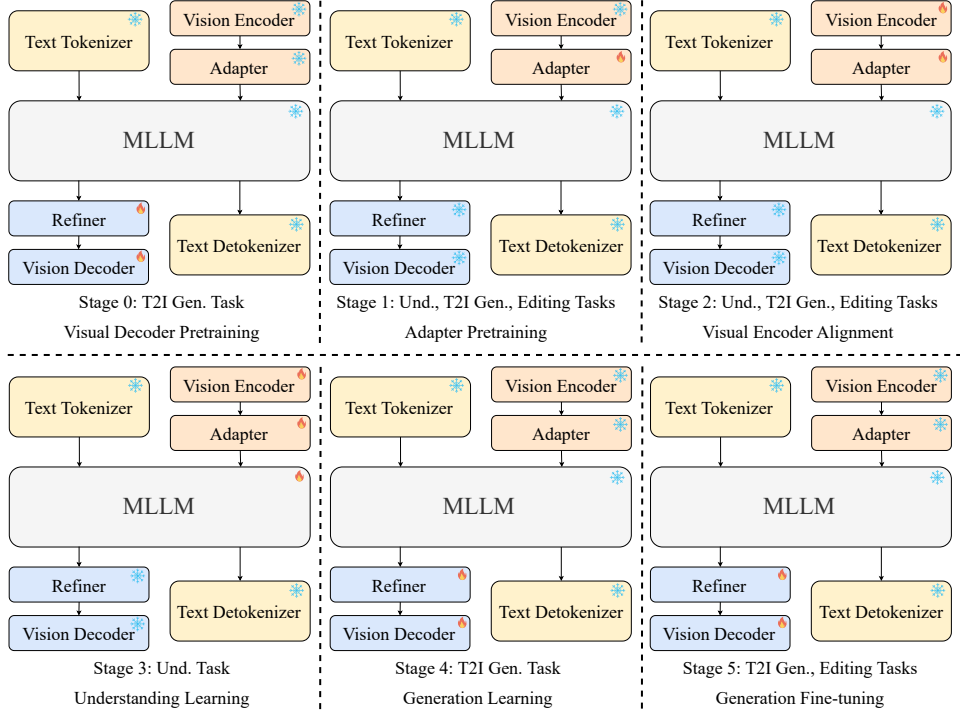 Text Tokenizer
Vision Encoder
Adapter
MLLM
Refiner
Vision Decoder
Text Detokenizer
Stage 0: T2I Gen. Task
Visual Decoder Pretraining
Text Tokenizer
Vision Encoder
Adapter
MLLM
Refiner
Vision Decoder
Text Detokenizer
Stage 1: Und., T2I Gen., Editing Tasks
Adapter Pretraining
Text Tokenizer
Vision Encoder
Adapter
MLLM
Refiner
Vision Decoder
Text Detokenizer
Stage 2: Und., T2I Gen., Editing Tasks
Visual Encoder Alignment
Text Tokenizer
Vision Encoder
Adapter
MLLM
Refiner
Vision Decoder
Text Detokenizer
Stage 3: Und. Task
Understanding Learning
Text Tokenizer
Vision Encoder
Adapter
MLLM
Refiner
Vision Decoder
Text Detokenizer
Stage 4: T2I Gen. Task
Generation Learning
Text Tokenizer
Vision Encoder
Adapter
MLLM
Refiner
Vision Decoder
Text Detokenizer
Stage 5: T2I Gen., Editing Tasks
Generation Fine-tuning